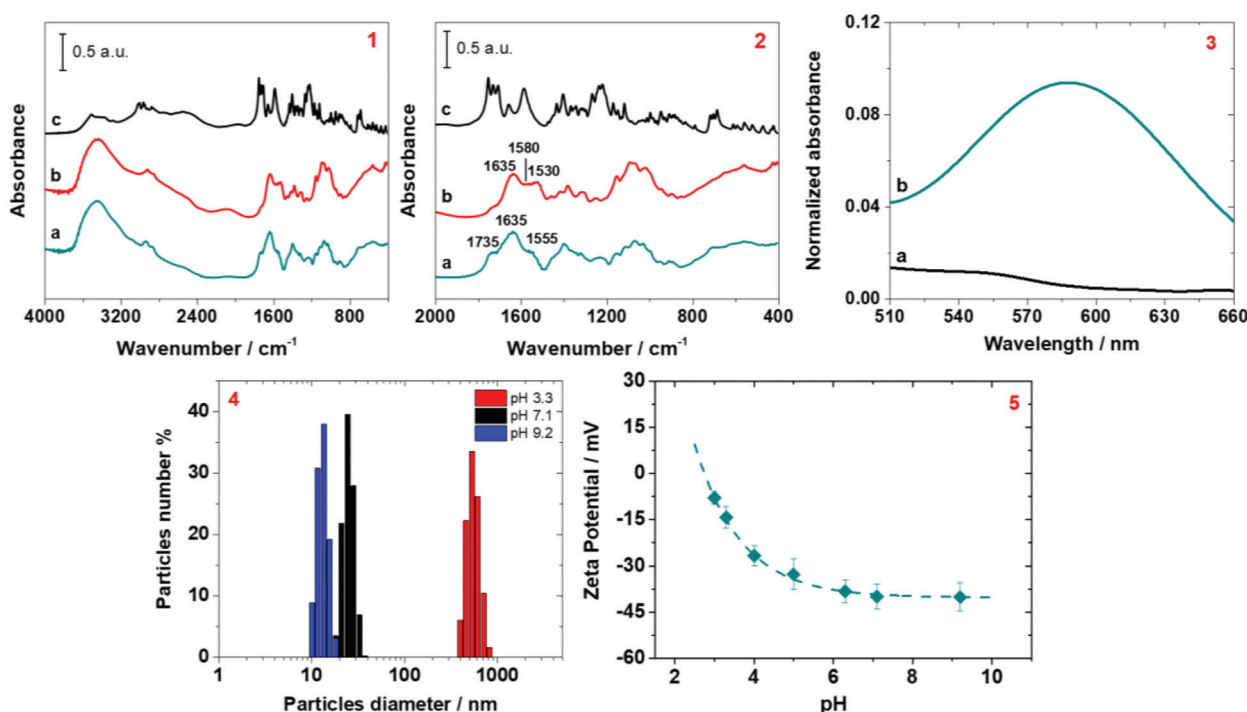 0.5 a.u.
1
c
b
a
Absorbance
4000 3200 2400 1600 800
Wavenumber / cm⁻¹
0.5 a.u.
2
c
1580
1635
1530
b
1635
1735
1555
a
Absorbance
2000 1600 1200 800 400
Wavenumber / cm⁻¹
0.12
0.08
0.04
0.00
3
b
a
Normalized absorbance
510 540 570 600 630 660
Wavelength / nm
4
40
30
20
10
0
pH 3.3
pH 7.1
pH 9.2
Particles number %
1 10 100 1000
Particles diameter / nm
5
30
15
0
-15
-30
-45
-60
Zeta Potential / mV
2 4 6 8 10
pH